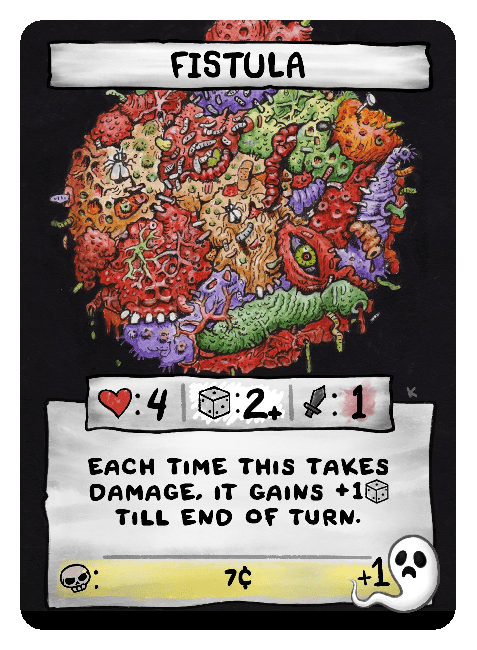 FISTULA
:4 :2+ :1
K
EACH TIME THIS TAKES
DAMAGE, IT GAINS +1
TILL END OF TURN.
: 7¢ +1